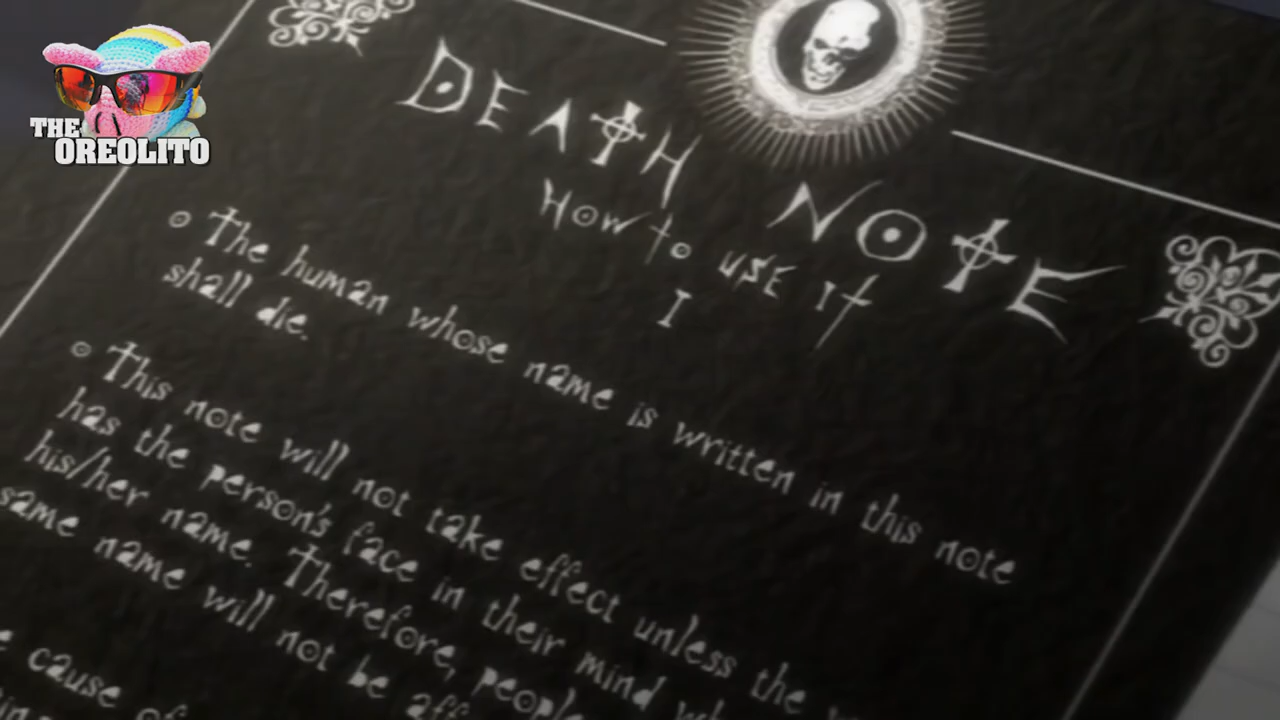 THE
OREOLITO
DEATH NOTE
How to use it
I
The human whose name is written in this note
shall die.
This note will not take effect unless the
has the person's face in their mind
his/her name. Therefore, people
same name will not be
cause of